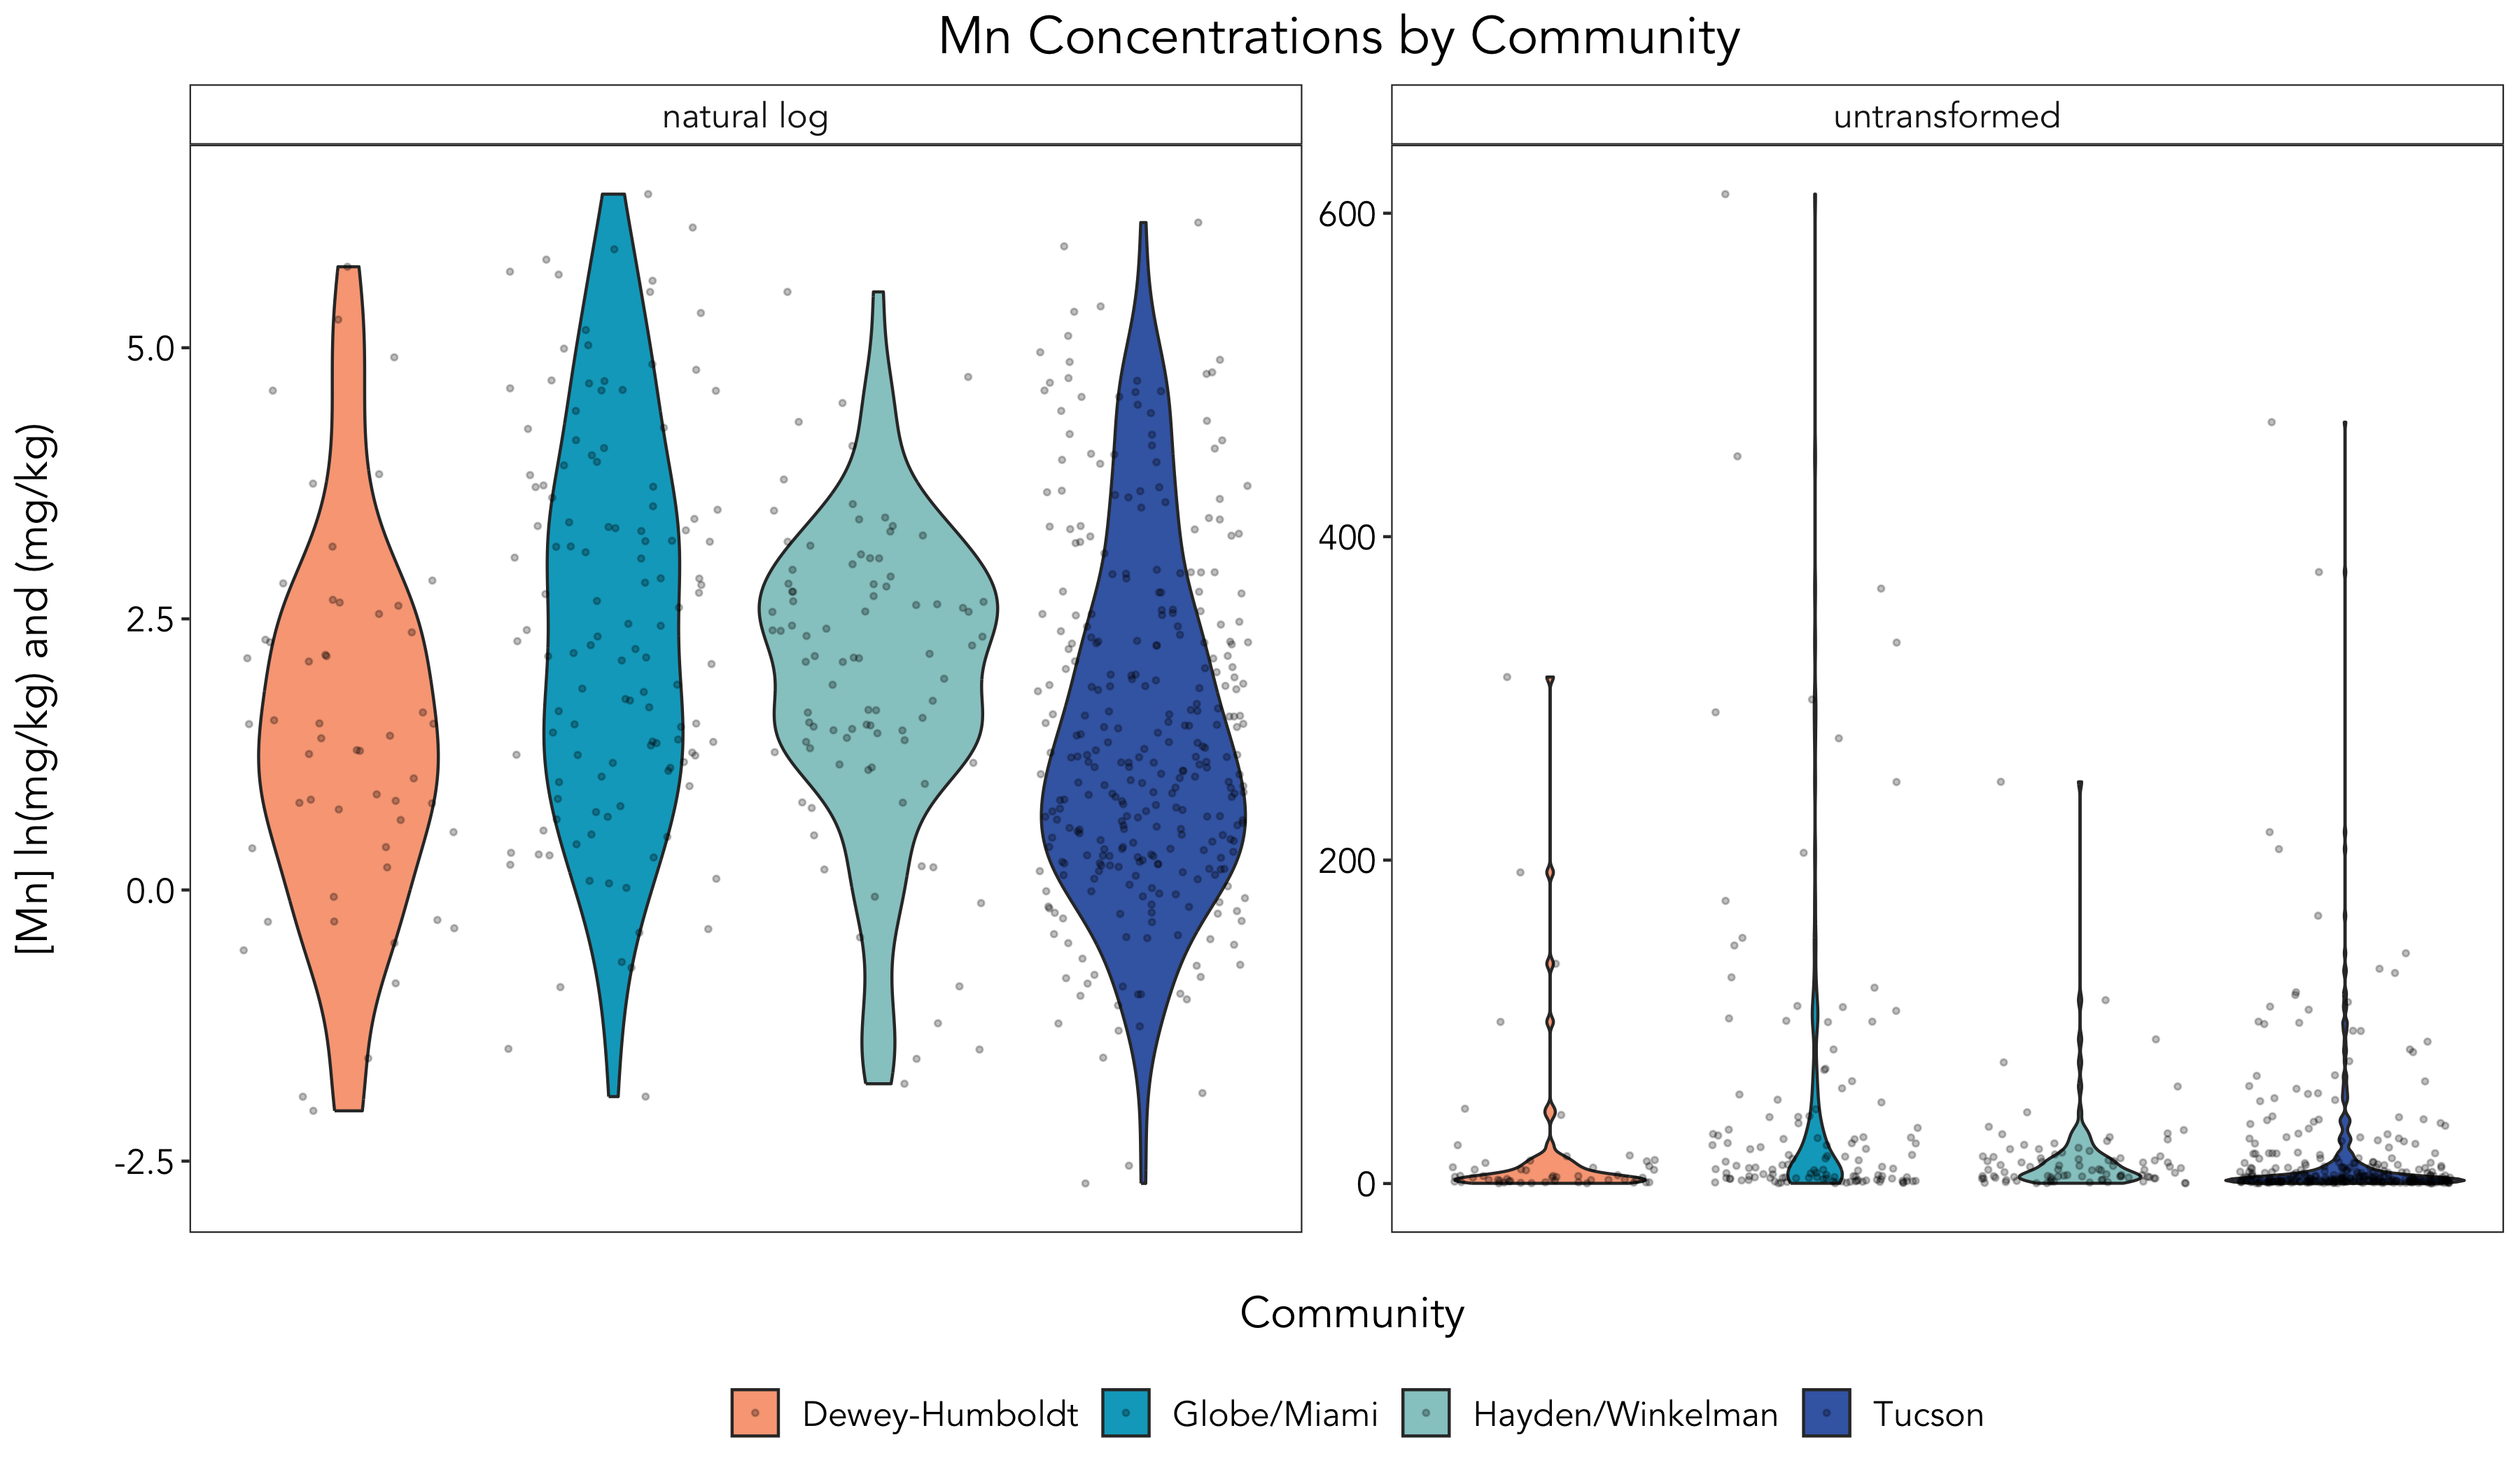 Mn Concentrations by Community
natural log
untransformed
[Mn] ln(mg/kg) and (mg/kg)
5.0
2.5
0.0
-2.5
600
400
200
0
Community
Dewey-Humboldt
Globe/Miami
Hayden/Winkelman
Tucson